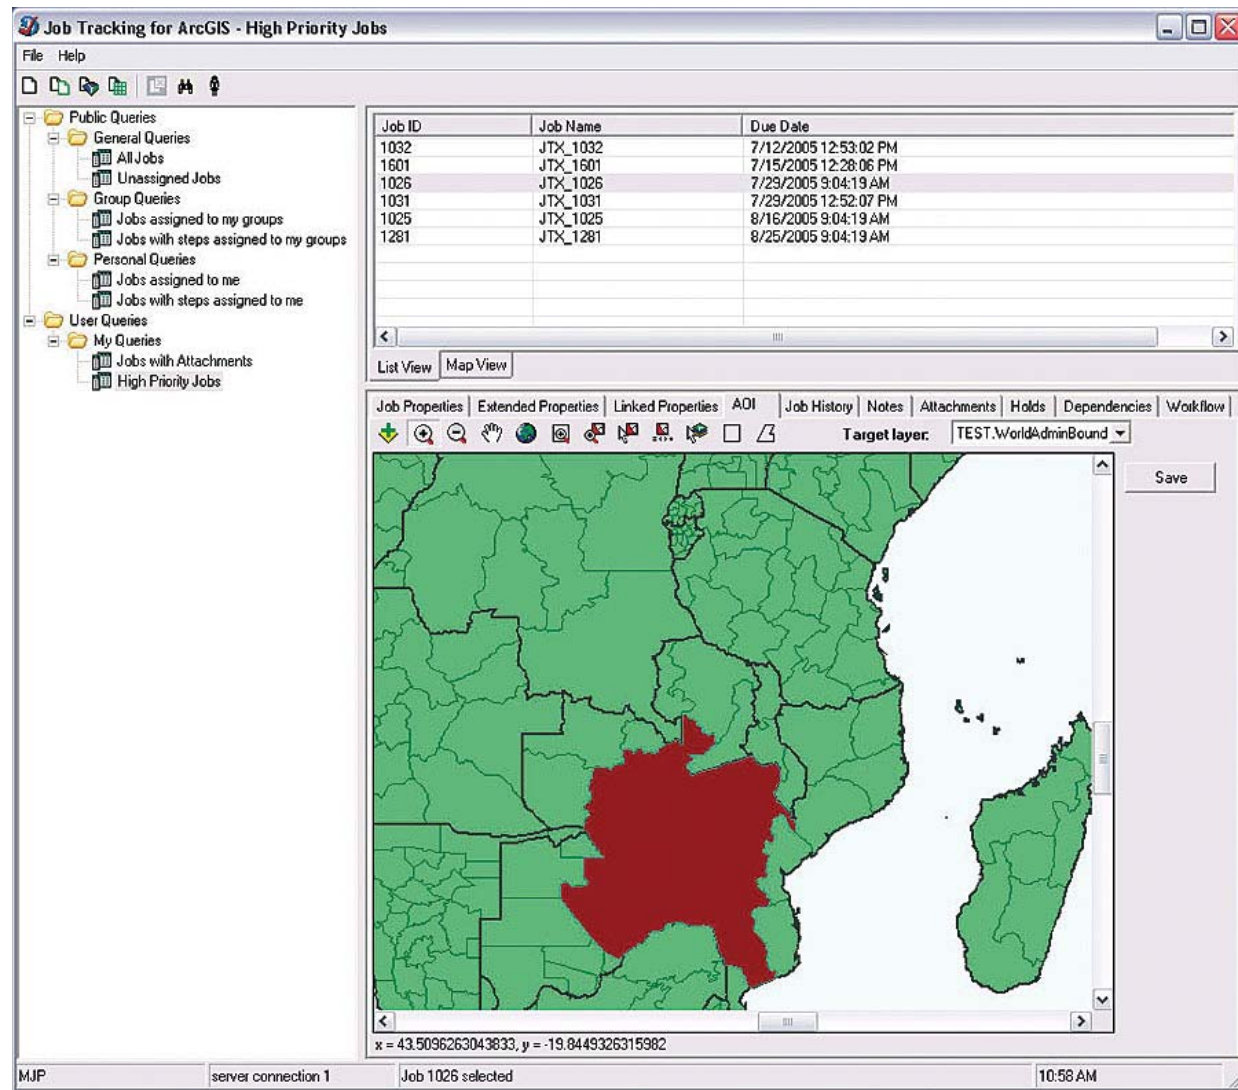 Job Tracking for ArcGIS - High Priority Jobs
File Help
Public Queries
General Queries
All Jobs
Unassigned Jobs
Group Queries
Jobs assigned to my groups
Jobs with steps assigned to my groups
Personal Queries
Jobs assigned to me
Jobs with steps assigned to me
User Queries
My Queries
Jobs with Attachments
High Priority Jobs
Job ID Job Name Due Date
1032 JTX_1032 7/12/2005 12:53:02 PM
1601 JTX_1601 7/15/2005 12:28:06 PM
1026 JTX_1026 7/29/2005 9:04:19 AM
1031 JTX_1031 7/29/2005 12:52:07 PM
1025 JTX_1025 8/16/2005 9:04:19 AM
1281 JTX_1281 8/25/2005 9:04:19 AM
List View Map View
Job Properties Extended Properties Linked Properties AOI Job History Notes Attachments Holds Dependencies Workflow
Target layer: TEST.WorldAdminBound
Save
x = 43.5096263043833, y = -19.8449326315982
MJP server connection 1 Job 1026 selected 10:58 AM